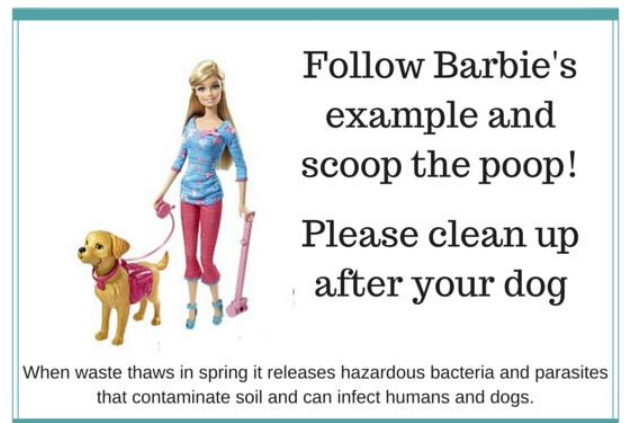 Follow Barbie's
example and
scoop the poop!
Please clean up
after your dog
When waste thaws in spring it releases hazardous bacteria and parasites
that contaminate soil and can infect humans and dogs.